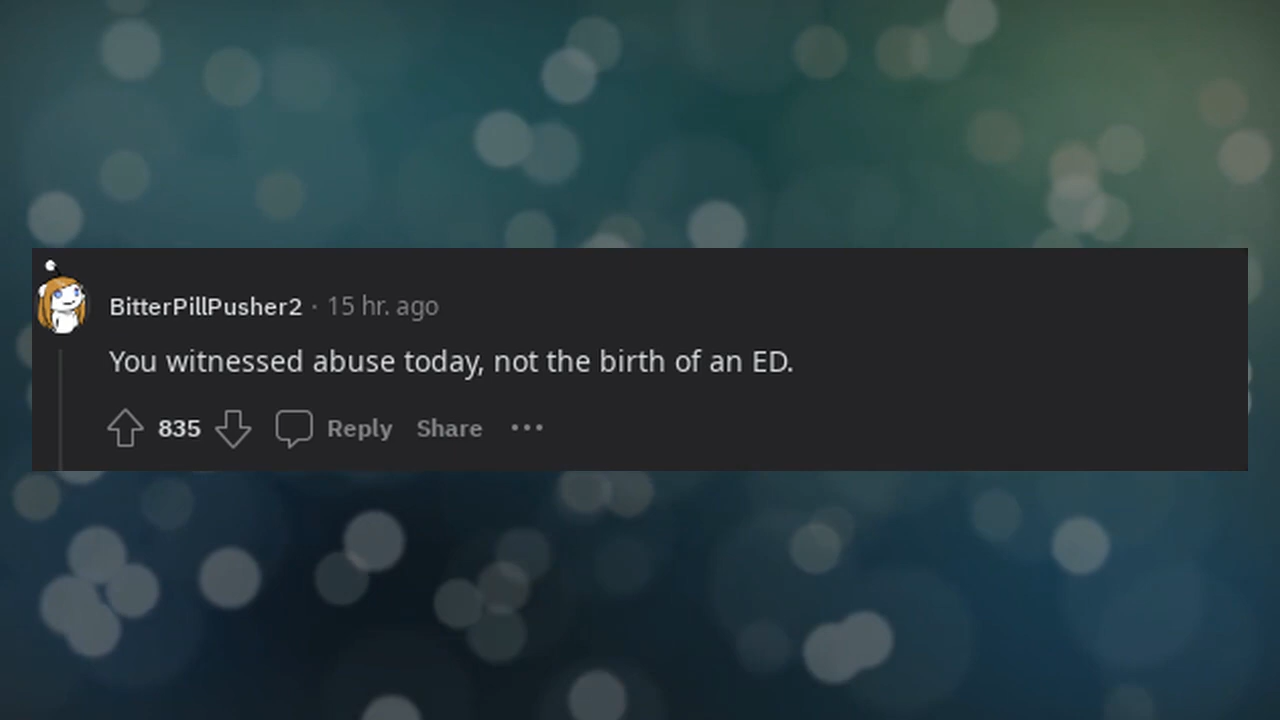 BitterPillPusher2 · 15 hr. ago
You witnessed abuse today, not the birth of an ED.
835 Reply Share ...